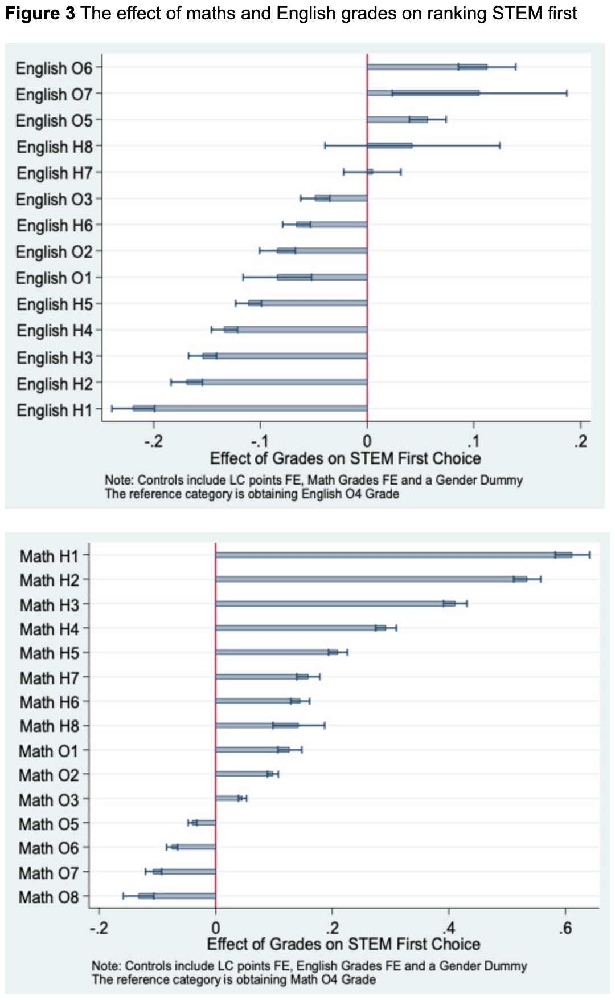 Figure 3 The effect of maths and English grades on ranking STEM first
English O6
English O7
English O5
English H8
English H7
English O3
English H6
English O2
English O1
English H5
English H4
English H3
English H2
English H1
-.2 -.1 0 .1 .2
Effect of Grades on STEM First Choice
Note: Controls include LC points FE, Math Grades FE and a Gender Dummy
The reference category is obtaining English O4 Grade
Math H1
Math H2
Math H3
Math H4
Math H5
Math H7
Math H6
Math H8
Math O1
Math O2
Math O3
Math O5
Math O6
Math O7
Math O8
-.2 0 .2 .4 .6
Effect of Grades on STEM First Choice
Note: Controls include LC points FE, English Grades FE and a Gender Dummy
The reference category is obtaining Math O4 Grade